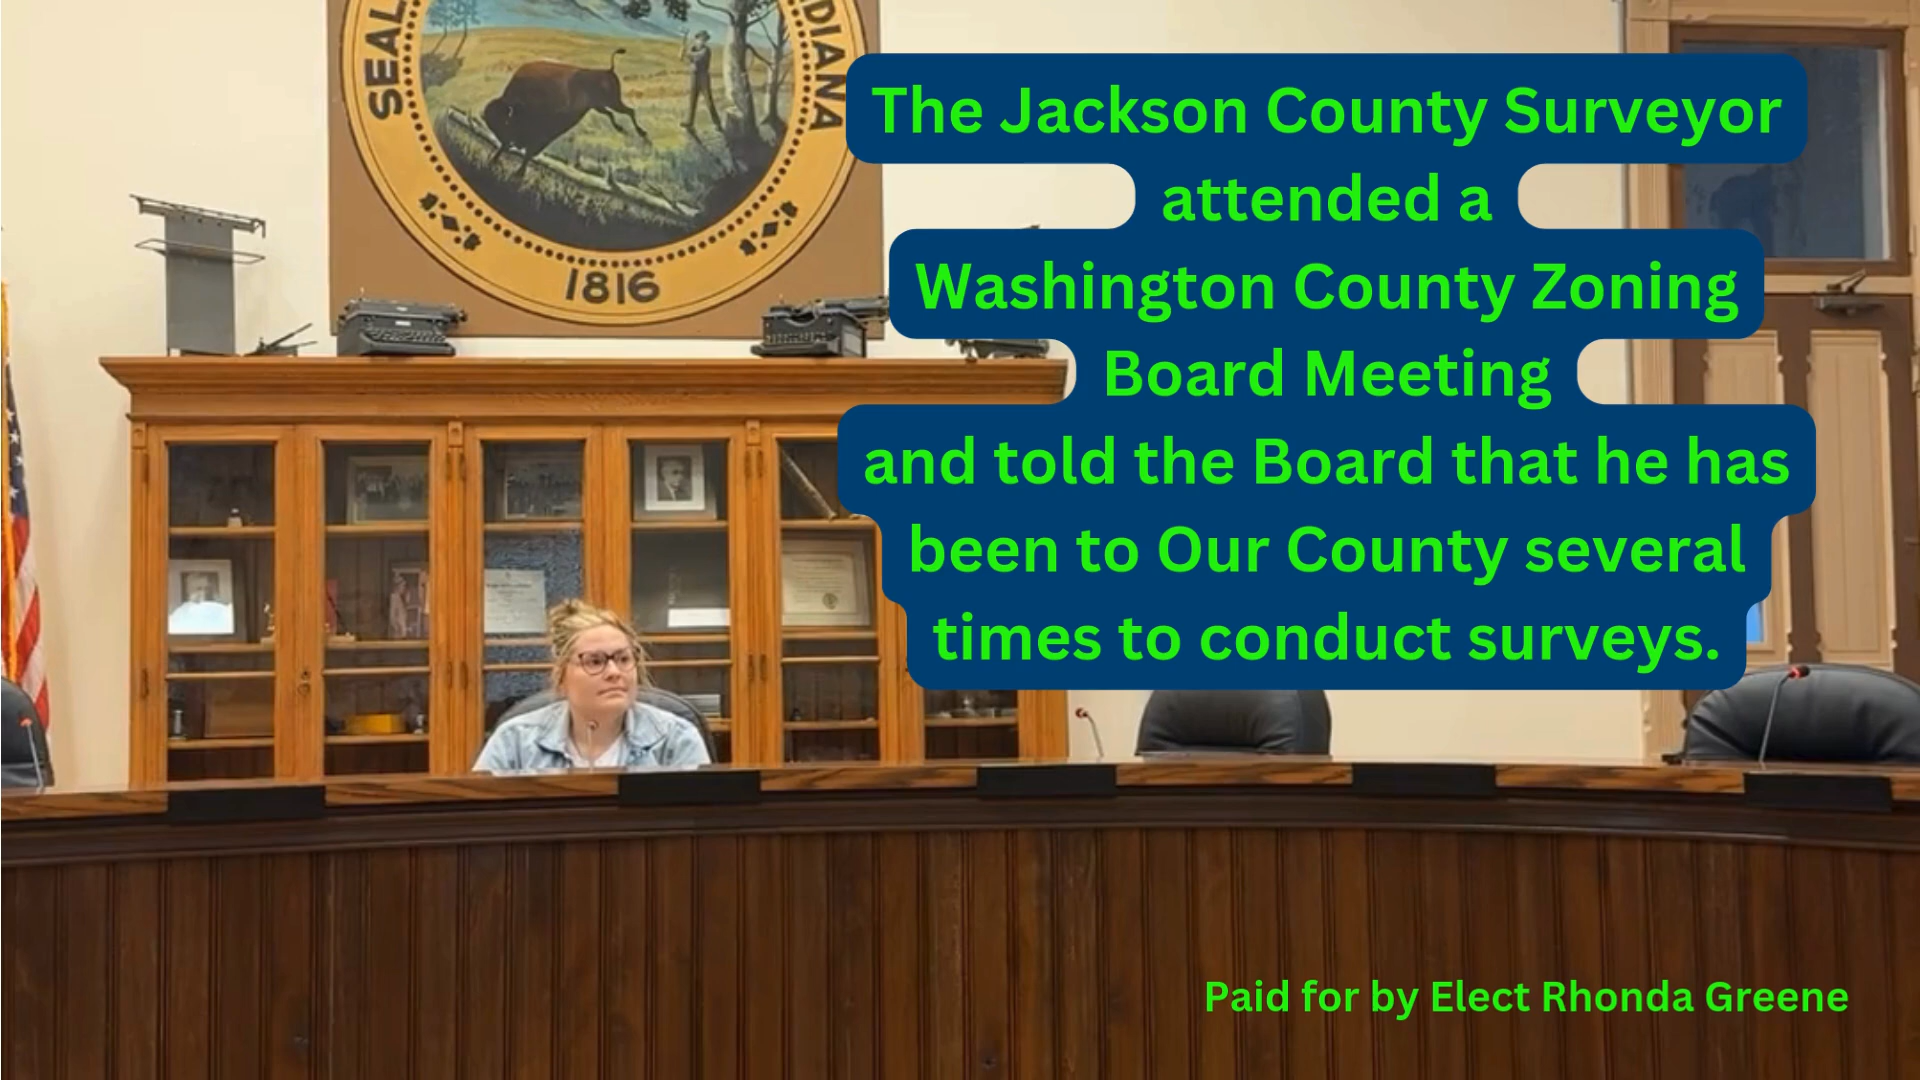 SEAL
DIANA
1816
The Jackson County Surveyor
attended a
Washington County Zoning
Board Meeting
and told the Board that he has
been to Our County several
times to conduct surveys.
Paid for by Elect Rhonda Greene